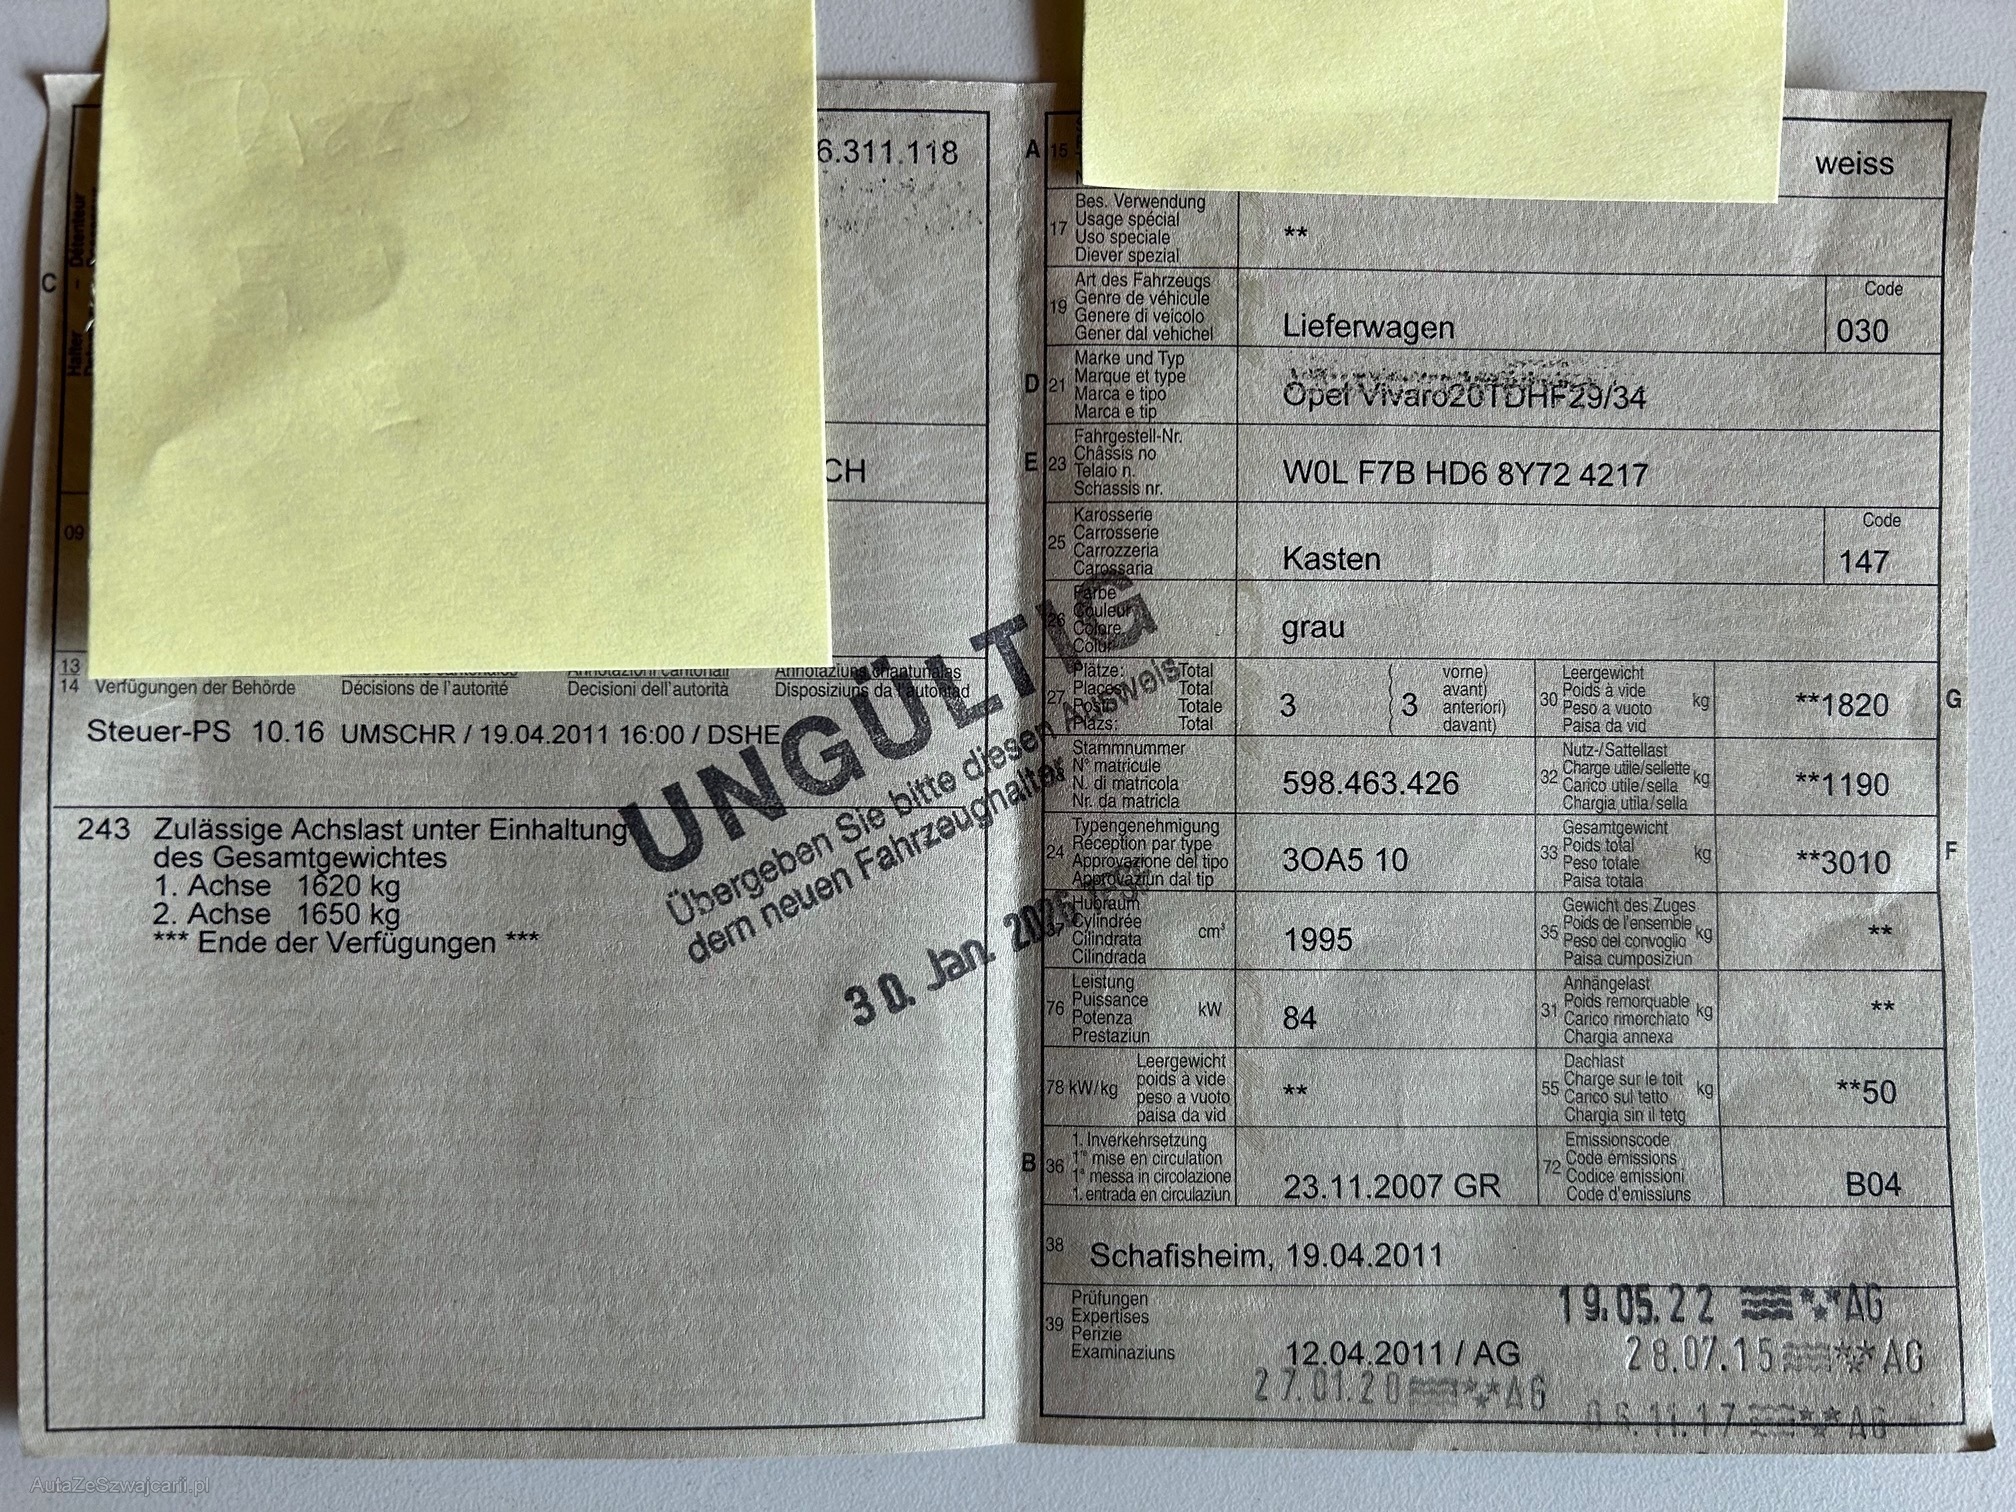 6.311.118
C
Halter - Détenteur
CH
09
13
14 Verfügungen der Behörde Décisions de l'autorité Decisioni dell'autorità Disposiziuns da l'autoritad
Annotazioni cantonali Annotaziuns chantunalas
Steuer-PS 10.16 UMSCHR / 19.04.2011 16:00 / DSHE
243 Zulässige Achslast unter Einhaltung
des Gesamtgewichtes
1. Achse 1620 kg
2. Achse 1650 kg
*** Ende der Verfügungen ***
UNGÜLTIG
Übergeben Sie bitte diesen Ausweis
dem neuen Fahrzeughalter
30. Jan.
A 15
weiss
17 Bes. Verwendung
Usage spécial
Uso speciale
Diever spezial
**
19 Art des Fahrzeugs
Genre de véhicule
Genere di veicolo
Gener dal vehichel
Lieferwagen
Code
030
D 21 Marke und Typ
Marque et type
Marca e tipo
Marca e tip
Opel Vivaro20TDHF29/34
E 23 Fahrgestell-Nr.
Châssis no
Telaio n.
Schassis nr.
W0L F7B HD6 8Y72 4217
25 Karosserie
Carrosserie
Carrozzeria
Carossaria
Kasten
Code
147
26 Farbe
Couleur
Colore
Colur
grau
27 Plätze: Total
Places: Total
Posti: Totale
Plazs: Total
3 ( 3 vorne)
avant)
anteriori)
davant)
30 Leergewicht
Poids à vide
Peso a vuoto
Paisa da vid
kg
**1820
G
Stammnummer
N° matricule
N. di matricola
Nr. da matricla
598.463.426
32 Nutz-/Sattellast
Charge utile/sellette
Carico utile/sella
Chargia utila/sella
kg
**1190
24 Typengenehmigung
Réception par type
Approvazione del tipo
Approvaziun dal tip
3OA5 10
33 Gesamtgewicht
Poids total
Peso totale
Paisa totala
kg
**3010
F
Hubraum
Cylindrée
Cilindrata
Cilindrada
cm³
1995
35 Gewicht des Zuges
Poids de l'ensemble
Peso del convoglio
Paisa cumposiziun
kg
**
76 Leistung
Puissance
Potenza
Prestaziun
kW
84
31 Anhängelast
Poids remorquable
Carico rimorchiato
Chargia annexa
kg
**
78 kW/kg Leergewicht
poids à vide
peso a vuoto
paisa da vid
**
55 Dachlast
Charge sur le toit
Carico sul tetto
Chargia sin il tetg
kg
**50
B 36 1. Inverkehrsetzung
1re mise en circulation
1a messa in circolazione
1. entrada en circulaziun
23.11.2007 GR
72 Emissionscode
Code émissions
Codice emissioni
Code d'emissiuns
B04
38 Schafisheim, 19.04.2011
39 Prüfungen
Expertises
Perizie
Examinaziuns
19.05.22 AG
12.04.2011 / AG
28.07.15 AG
27.01.20 AG
11.17 AG
AutaZeSzwajcarii.pl